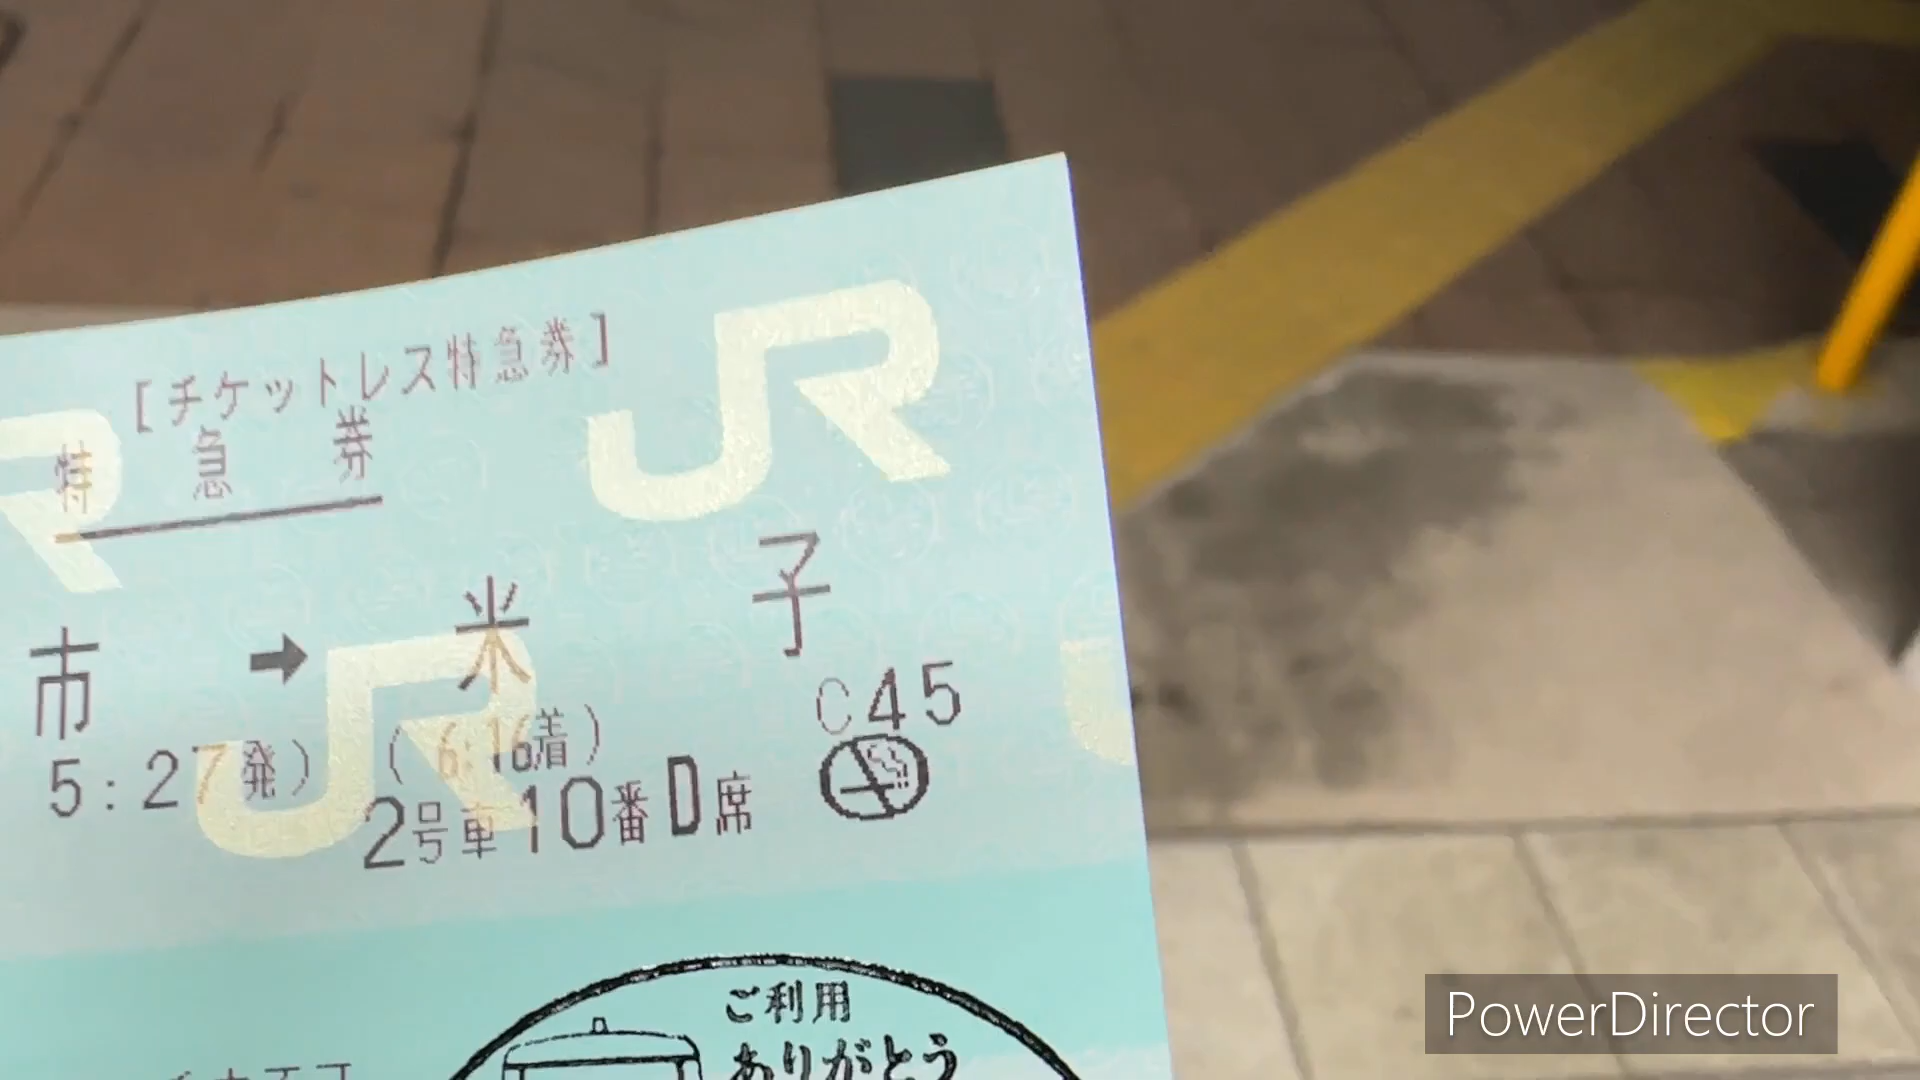 [チケットレス特急券]
特急券
市 → 米子
5:27発) ( 6:16着) C45
2号車10番D席
JR
ご利用
ありがとう
PowerDirector